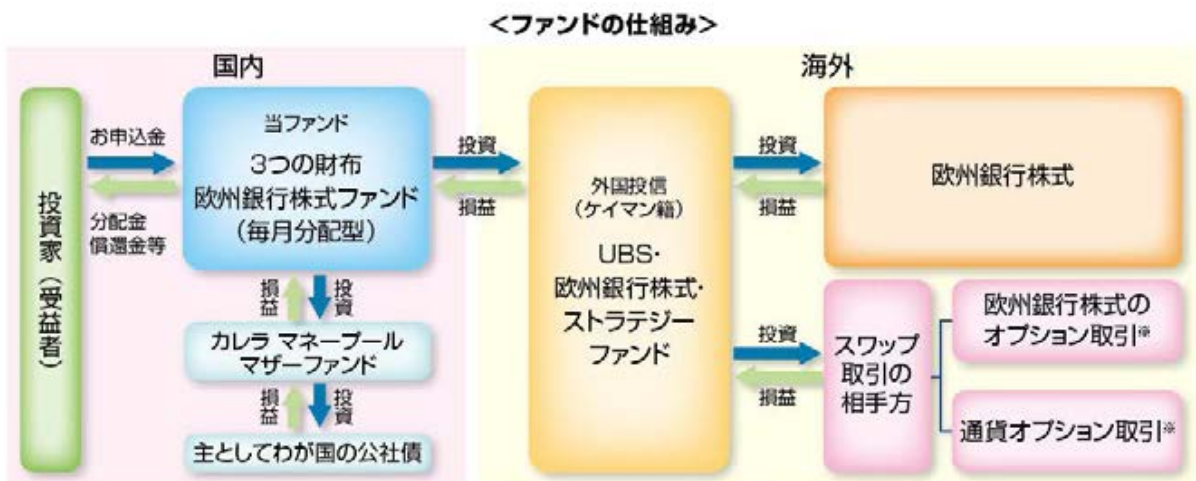 ＜ファンドの仕組み＞
国内
海外
投資家（受益者）
お申込金
分配金
償還金等
当ファンド
3つの財布
欧州銀行株式ファンド
（毎月分配型）
損益
投資
カレラ マネープール
マザーファンド
損益
投資
主としてわが国の公社債
投資
損益
外国投信
（ケイマン籍）
UBS・
欧州銀行株式・
ストラテジー
ファンド
投資
損益
欧州銀行株式
投資
損益
スワップ
取引の
相手方
欧州銀行株式の
オプション取引※
通貨オプション取引※